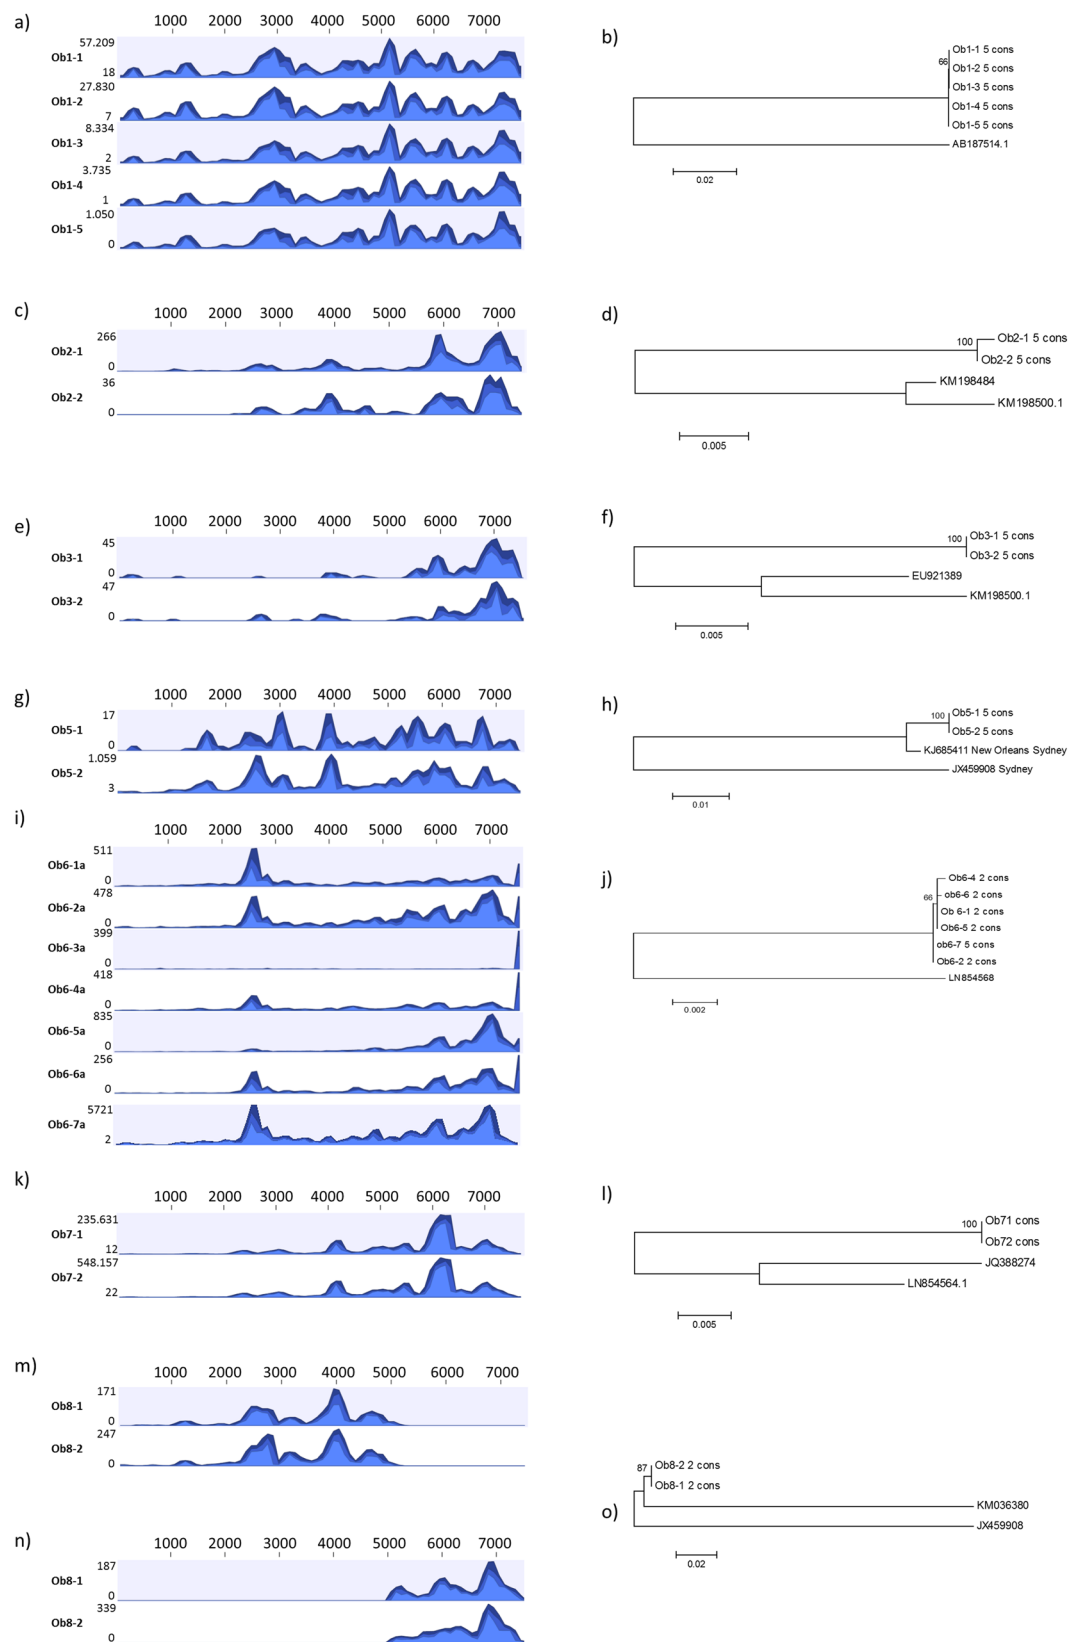 a)
1000 2000 3000 4000 5000 6000 7000
57.209
Ob1-1
18
27.830
Ob1-2
7
8.334
Ob1-3
2
3.735
Ob1-4
1
1.050
Ob1-5
0
b)
Ob1-1 5 cons
66
Ob1-2 5 cons
Ob1-3 5 cons
Ob1-4 5 cons
Ob1-5 5 cons
AB187514.1
0.02
c)
1000 2000 3000 4000 5000 6000 7000
266
Ob2-1
0
36
Ob2-2
0
d)
100
Ob2-1 5 cons
Ob2-2 5 cons
KM198484
KM198500.1
0.005
e)
1000 2000 3000 4000 5000 6000 7000
45
Ob3-1
0
47
Ob3-2
0
f)
100
Ob3-1 5 cons
Ob3-2 5 cons
EU921389
KM198500.1
0.005
g)
1000 2000 3000 4000 5000 6000 7000
17
Ob5-1
0
1.059
Ob5-2
3
h)
100
Ob5-1 5 cons
Ob5-2 5 cons
KJ685411 New Orleans Sydney
JX459908 Sydney
0.01
i)
1000 2000 3000 4000 5000 6000 7000
511
Ob6-1a
0
478
Ob6-2a
0
399
Ob6-3a
0
418
Ob6-4a
0
835
Ob6-5a
0
256
Ob6-6a
0
5721
Ob6-7a
2
j)
Ob6-4 2 cons
66
ob6-6 2 cons
Ob 6-1 2 cons
Ob6-5 2 cons
ob6-7 5 cons
Ob6-2 2 cons
LN854568
0.002
k)
1000 2000 3000 4000 5000 6000 7000
235.631
Ob7-1
12
548.157
Ob7-2
22
l)
100
Ob71 cons
Ob72 cons
JQ388274
LN854564.1
0.005
m)
1000 2000 3000 4000 5000 6000 7000
171
Ob8-1
0
247
Ob8-2
0
n)
1000 2000 3000 4000 5000 6000 7000
187
Ob8-1
0
339
Ob8-2
0
o)
87
Ob8-2 2 cons
Ob8-1 2 cons
KM036380
JX459908
0.02